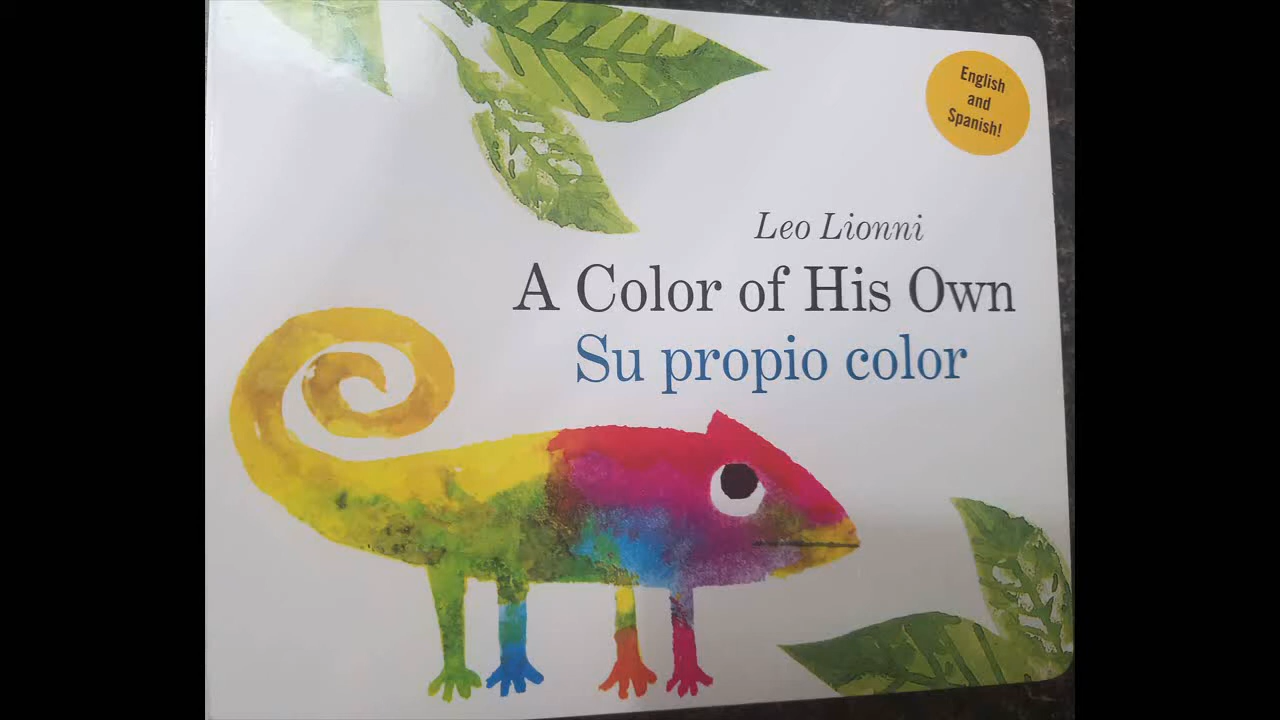 English
and
Spanish!
Leo Lionni
A Color of His Own
Su propio color